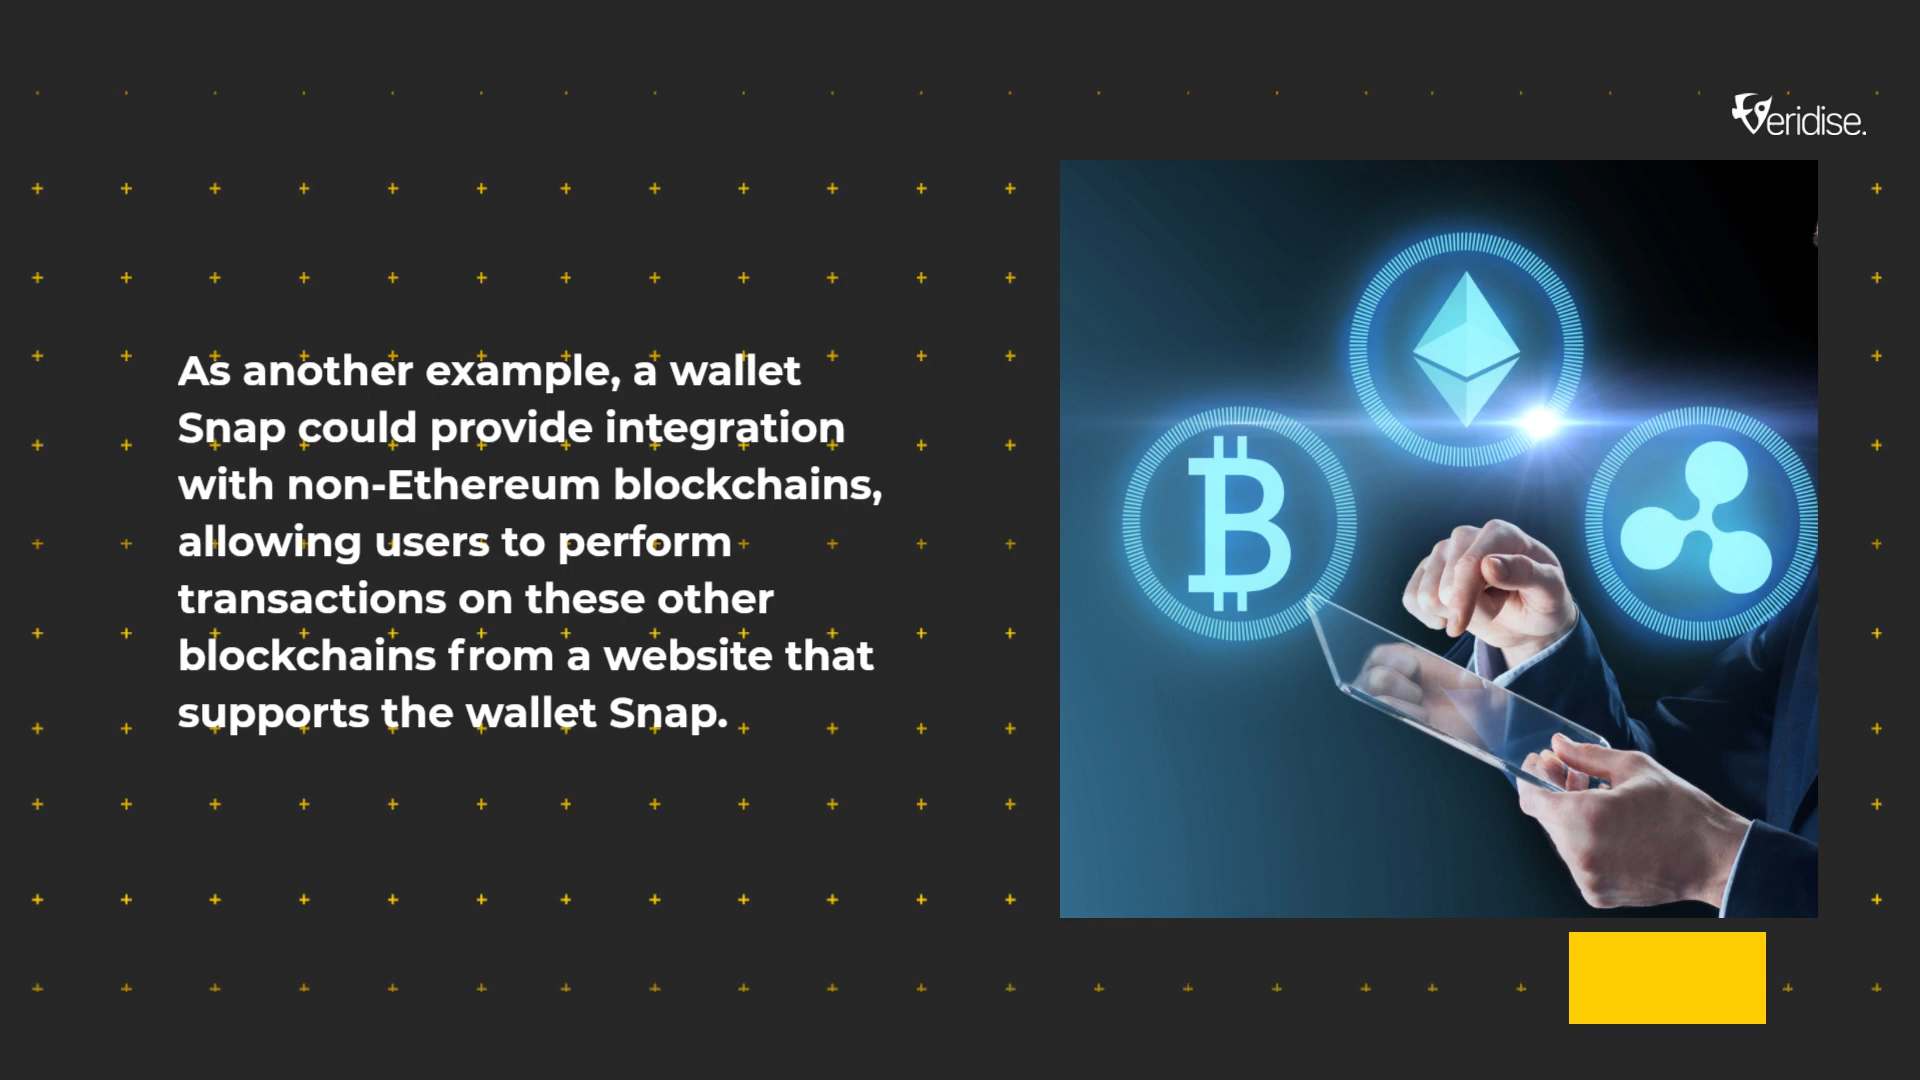 Veridise.
As another example, a wallet
Snap could provide integration
with non-Ethereum blockchains,
allowing users to perform
transactions on these other
blockchains from a website that
supports the wallet Snap.